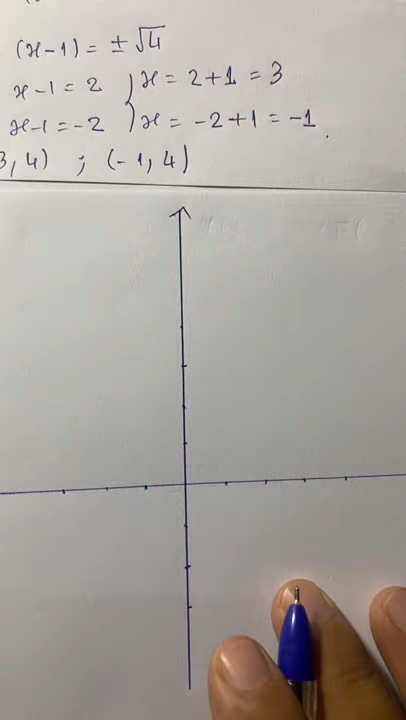 (x-1) = ±√4
x-1 = 2 } x = 2+1 = 3
x-1 = -2 } x = -2+1 = -1.
3, 4) ; (-1, 4)